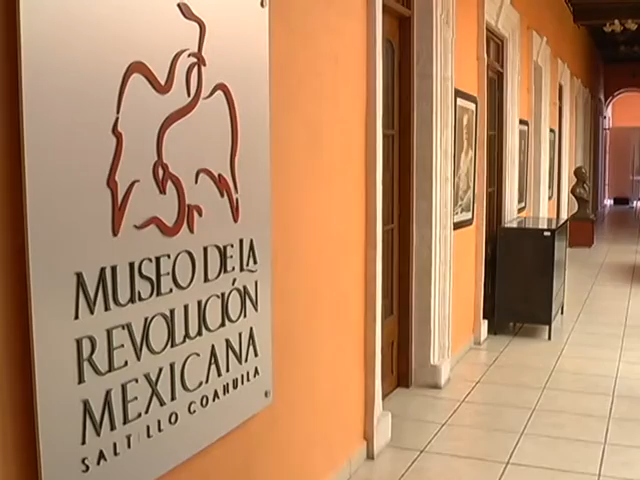 MUSEO DE LA
REVOLUCIÓN
MEXICANA
SALTILLO COAHUILA